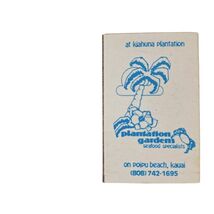 at kiahuna plantation
plantation
gardens
seafood specialists
on poipu beach, kauai
(808) 742-1695